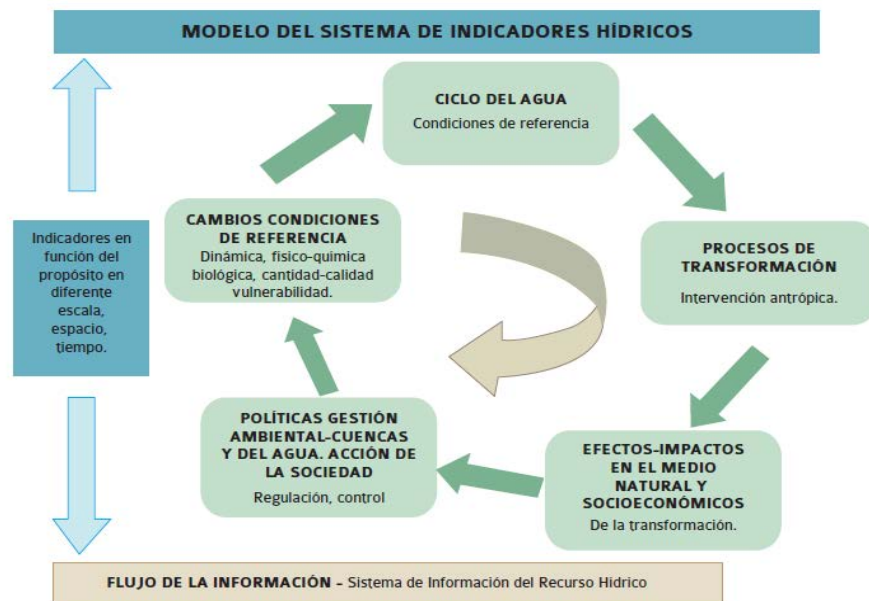 MODELO DEL SISTEMA DE INDICADORES HÍDRICOS
CICLO DEL AGUA
Condiciones de referencia
CAMBIOS CONDICIONES
DE REFERENCIA
Dinámica, fisico-quimica
biológica, cantidad-calidad
vulnerabilidad.
Indicadores en
función del
propósito en
diferente
escala,
espacio,
tiempo.
PROCESOS DE
TRANSFORMACIÓN
Intervención antrópica.
POLÍTICAS GESTIÓN
AMBIENTAL-CUENCAS
Y DEL AGUA. ACCIÓN DE
LA SOCIEDAD
Regulación, control
EFECTOS-IMPACTOS
EN EL MEDIO
NATURAL Y
SOCIOECONÓMICOS
De la transformación.
FLUJO DE LA INFORMACIÓN – Sistema de Información del Recurso Hidrico